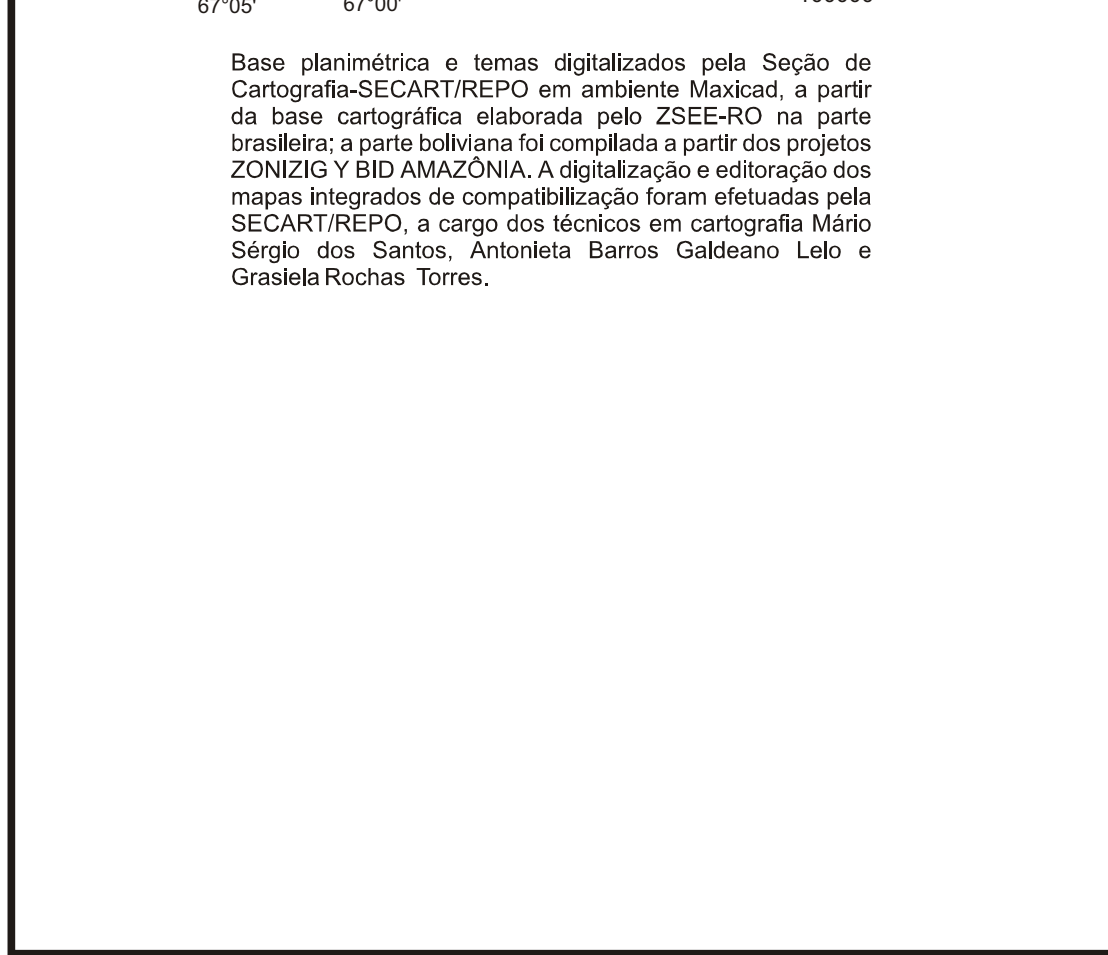 67°05' 67°00'
Base planimétrica e temas digitalizados pela Seção de
Cartografia-SECART/REPO em ambiente Maxicad, a partir
da base cartográfica elaborada pelo ZSEE-RO na parte
brasileira; a parte boliviana foi compilada a partir dos projetos
ZONIZIG Y BID AMAZÔNIA. A digitalização e editoração dos
mapas integrados de compatibilização foram efetuadas pela
SECART/REPO, a cargo dos técnicos em cartografia Mário
Sérgio dos Santos, Antonieta Barros Galdeano Lelo e
Grasiela Rochas Torres.